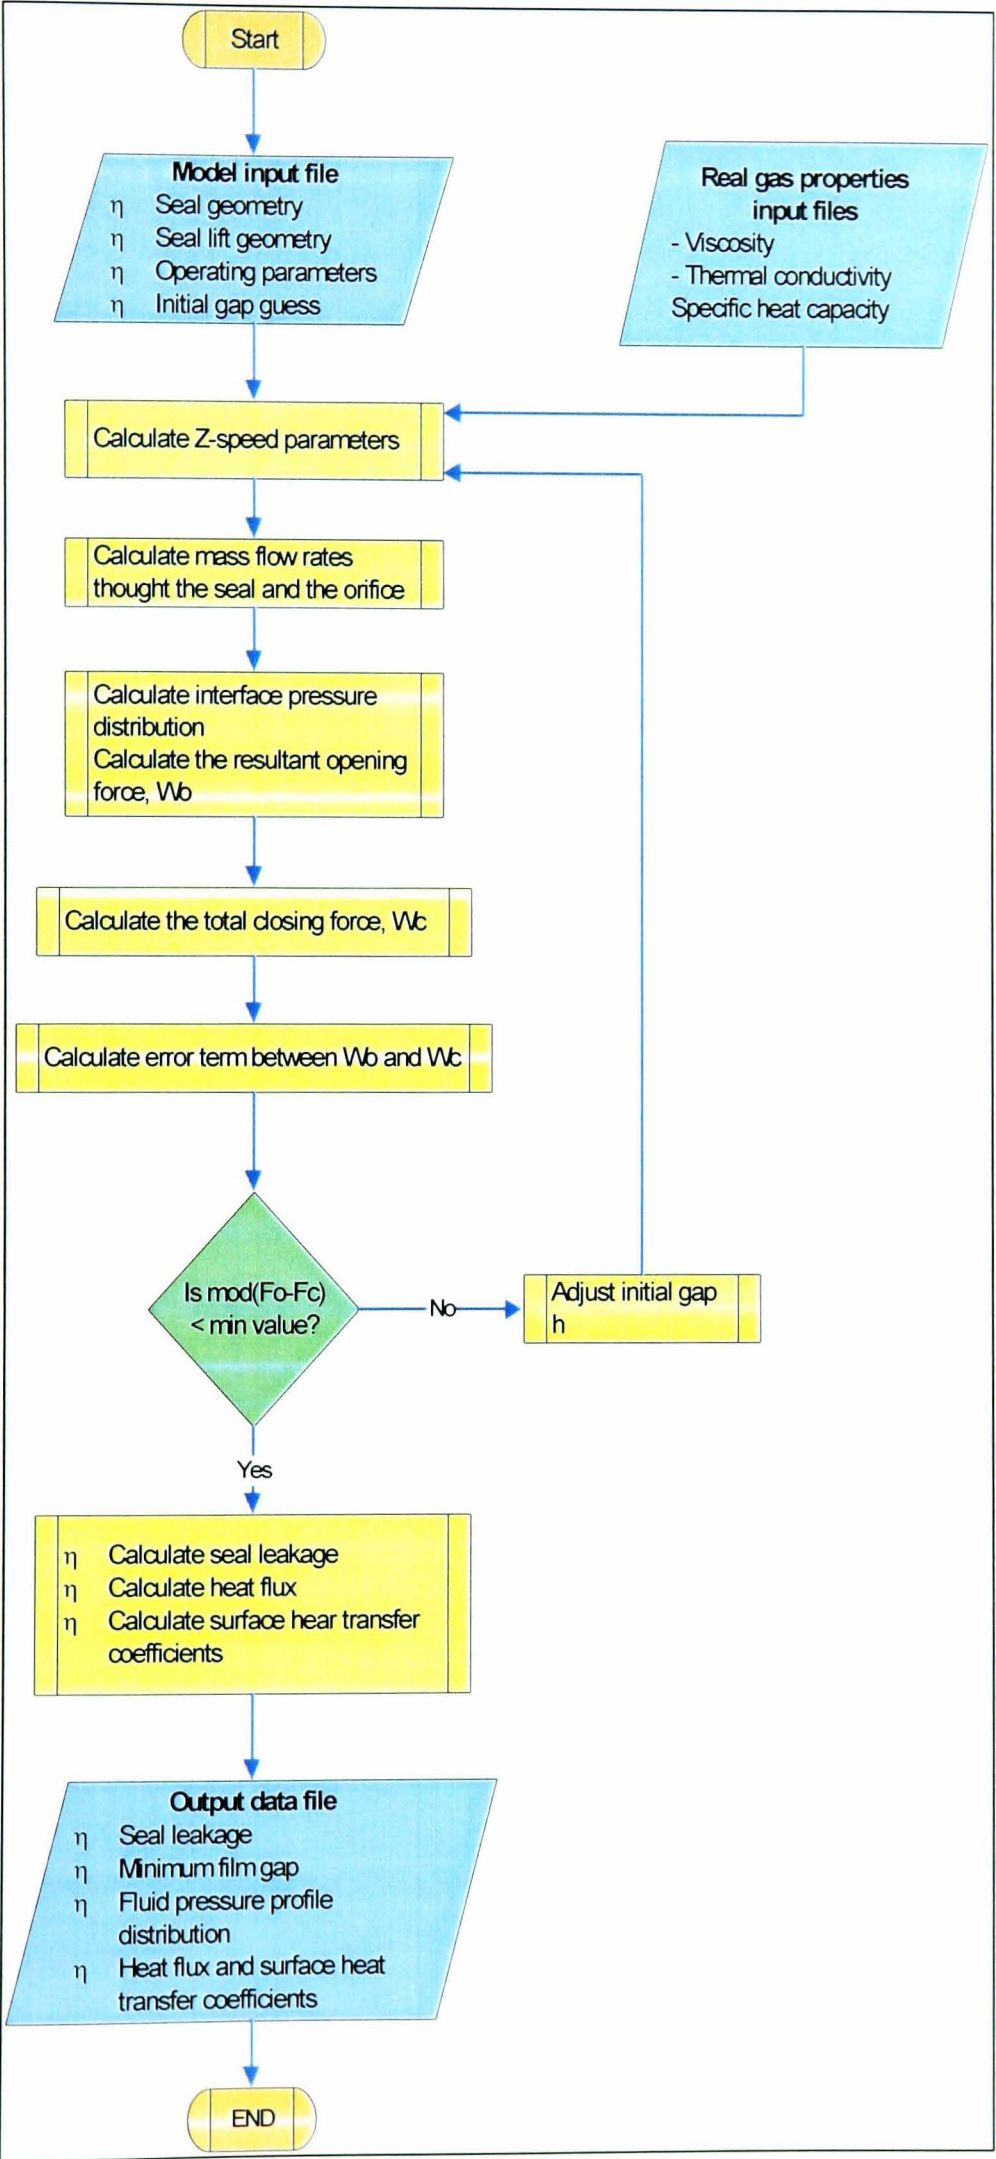 Start
Model input file
η Seal geometry
η Seal lift geometry
η Operating parameters
η Initial gap guess
Real gas properties
input files
- Viscosity
- Thermal conductivity
Specific heat capacity
Calculate Z-speed parameters
Calculate mass flow rates
thought the seal and the orifice
Calculate interface pressure
distribution
Calculate the resultant opening
force, Wo
Calculate the total closing force, Wc
Calculate error term between Wo and Wc
Is mod(Fo-Fc)
< min value?
No
Adjust initial gap
h
Yes
η Calculate seal leakage
η Calculate heat flux
η Calculate surface hear transfer
coefficients
Output data file
η Seal leakage
η Minimum film gap
η Fluid pressure profile
distribution
η Heat flux and surface heat
transfer coefficients
END